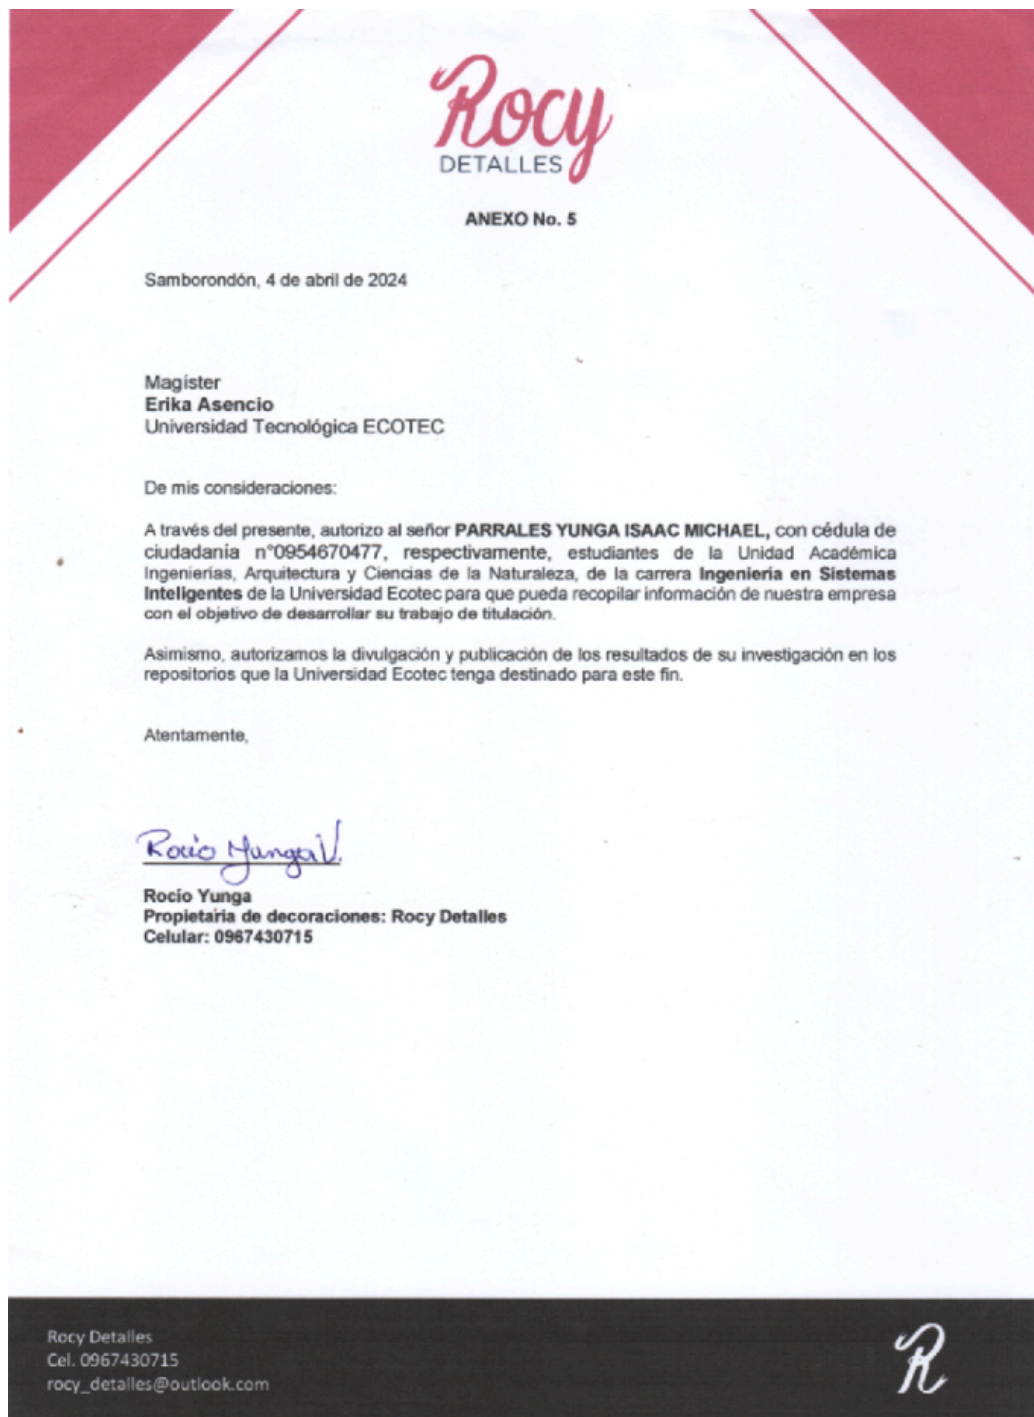 Rocy
DETALLES
ANEXO No. 5
Samborondón, 4 de abril de 2024
Magíster
Erika Asencio
Universidad Tecnológica ECOTEC
De mis consideraciones:
A través del presente, autorizo al señor PARRALES YUNGA ISAAC MICHAEL, con cédula de
ciudadanía n°0954670477, respectivamente, estudiantes de la Unidad Académica
Ingenierías, Arquitectura y Ciencias de la Naturaleza, de la carrera Ingeniería en Sistemas
Inteligentes de la Universidad Ecotec para que pueda recopilar información de nuestra empresa
con el objetivo de desarrollar su trabajo de titulación.
Asimismo, autorizamos la divulgación y publicación de los resultados de su investigación en los
repositorios que la Universidad Ecotec tenga destinado para este fin.
Atentamente,
Rocio Yunga V.
Rocío Yunga
Propietaria de decoraciones: Rocy Detalles
Celular: 0967430715
Rocy Detalles
Cel. 0967430715
rocy_detalles@outlook.com
R